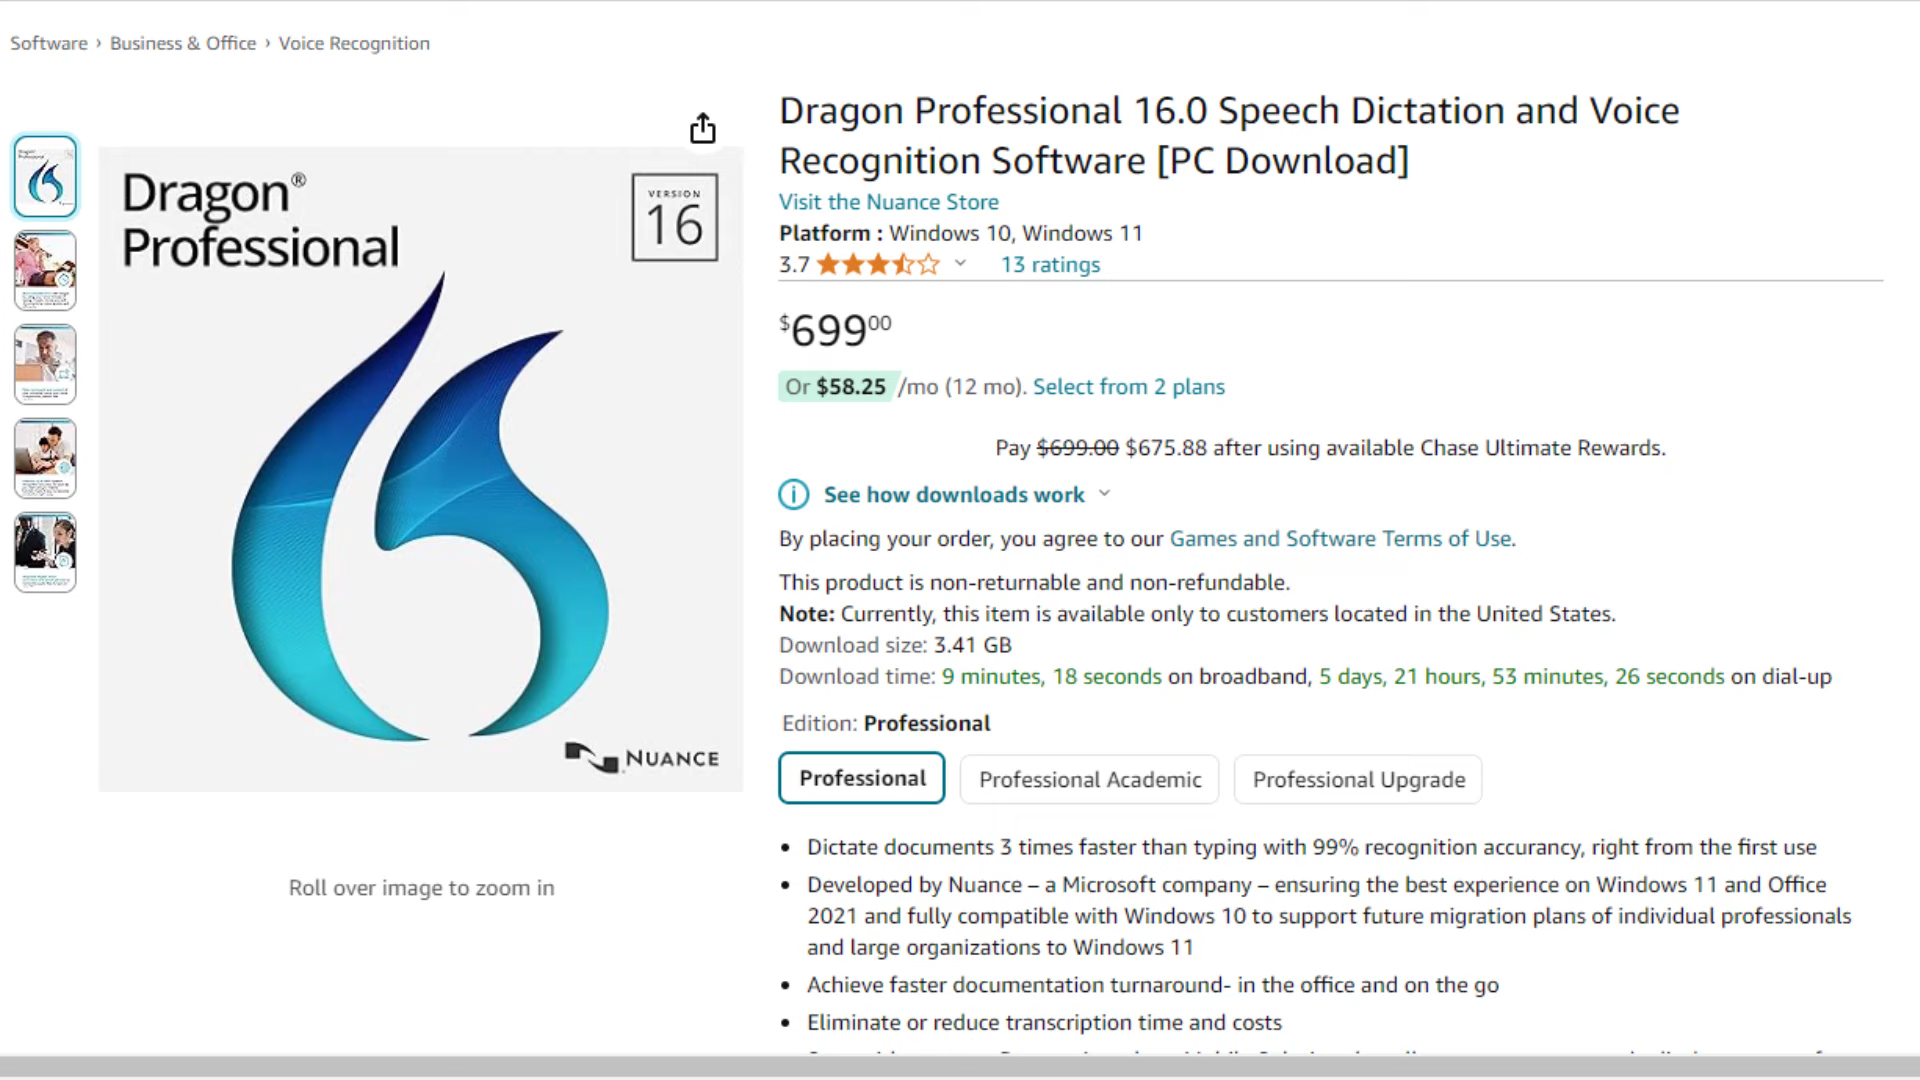 Software › Business & Office › Voice Recognition
Dragon®
Professional
VERSION
16
NUANCE
Roll over image to zoom in
Dragon Professional 16.0 Speech Dictation and Voice
Recognition Software [PC Download]
Visit the Nuance Store
Platform : Windows 10, Windows 11
3.7 13 ratings
$699.00
Or $58.25 /mo (12 mo). Select from 2 plans
Pay $699.00 $675.88 after using available Chase Ultimate Rewards.
See how downloads work
By placing your order, you agree to our Games and Software Terms of Use.
This product is non-returnable and non-refundable.
Note: Currently, this item is available only to customers located in the United States.
Download size: 3.41 GB
Download time: 9 minutes, 18 seconds on broadband, 5 days, 21 hours, 53 minutes, 26 seconds on dial-up
Edition: Professional
Professional Professional Academic Professional Upgrade
• Dictate documents 3 times faster than typing with 99% recognition accurancy, right from the first use
• Developed by Nuance – a Microsoft company – ensuring the best experience on Windows 11 and Office
2021 and fully compatible with Windows 10 to support future migration plans of individual professionals
and large organizations to Windows 11
• Achieve faster documentation turnaround- in the office and on the go
• Eliminate or reduce transcription time and costs